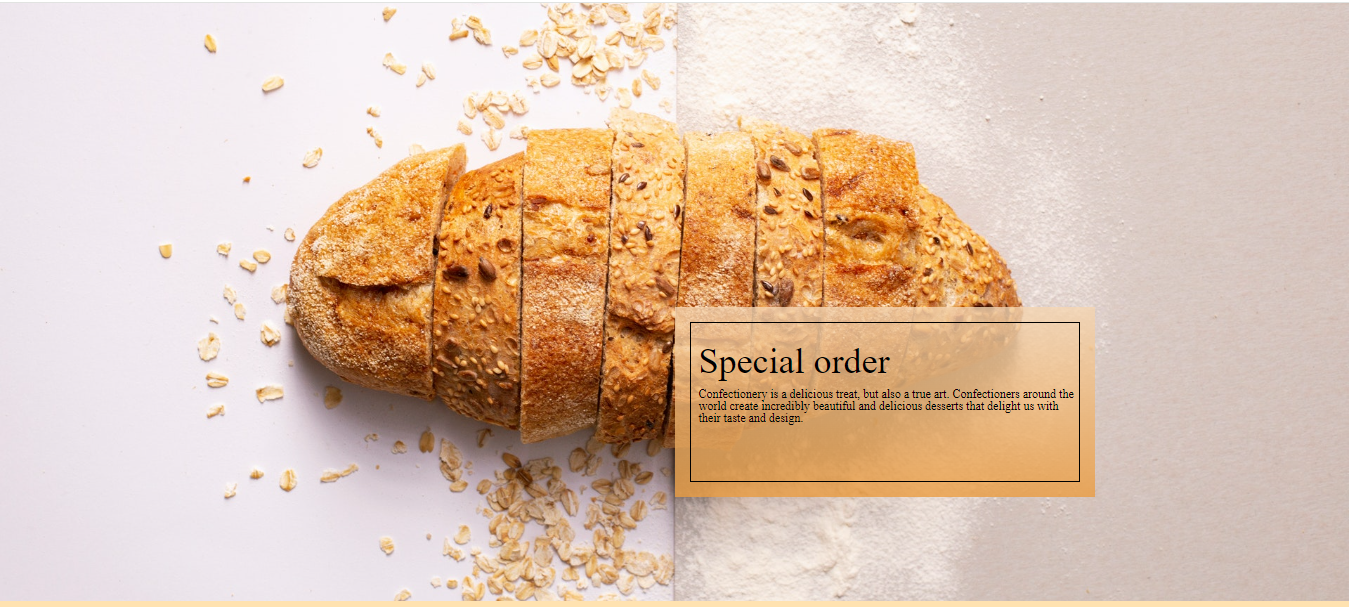 Special order
Confectionery is a delicious treat, but also a true art. Confectioners around the
world create incredibly beautiful and delicious desserts that delight us with
their taste and design.